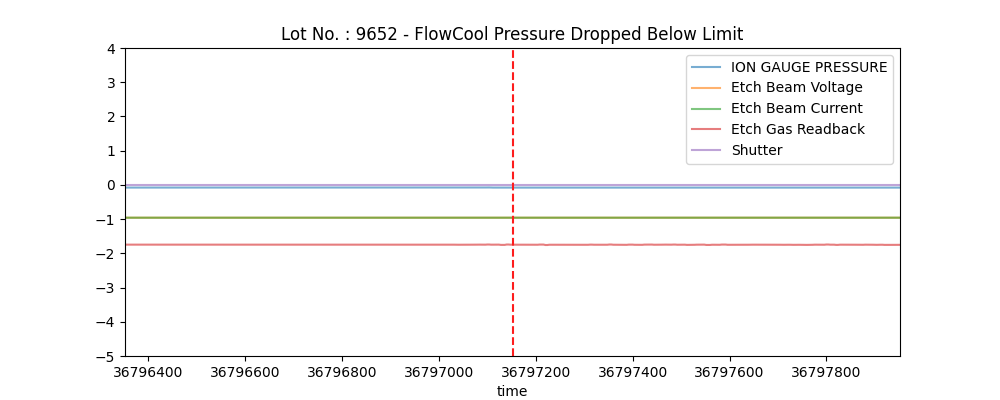 Lot No. : 9652 - FlowCool Pressure Dropped Below Limit
4
3
2
1
0
−1
−2
−3
−4
−5
ION GAUGE PRESSURE
Etch Beam Voltage
Etch Beam Current
Etch Gas Readback
Shutter
36796400 36796600 36796800 36797000 36797200 36797400 36797600 36797800
time